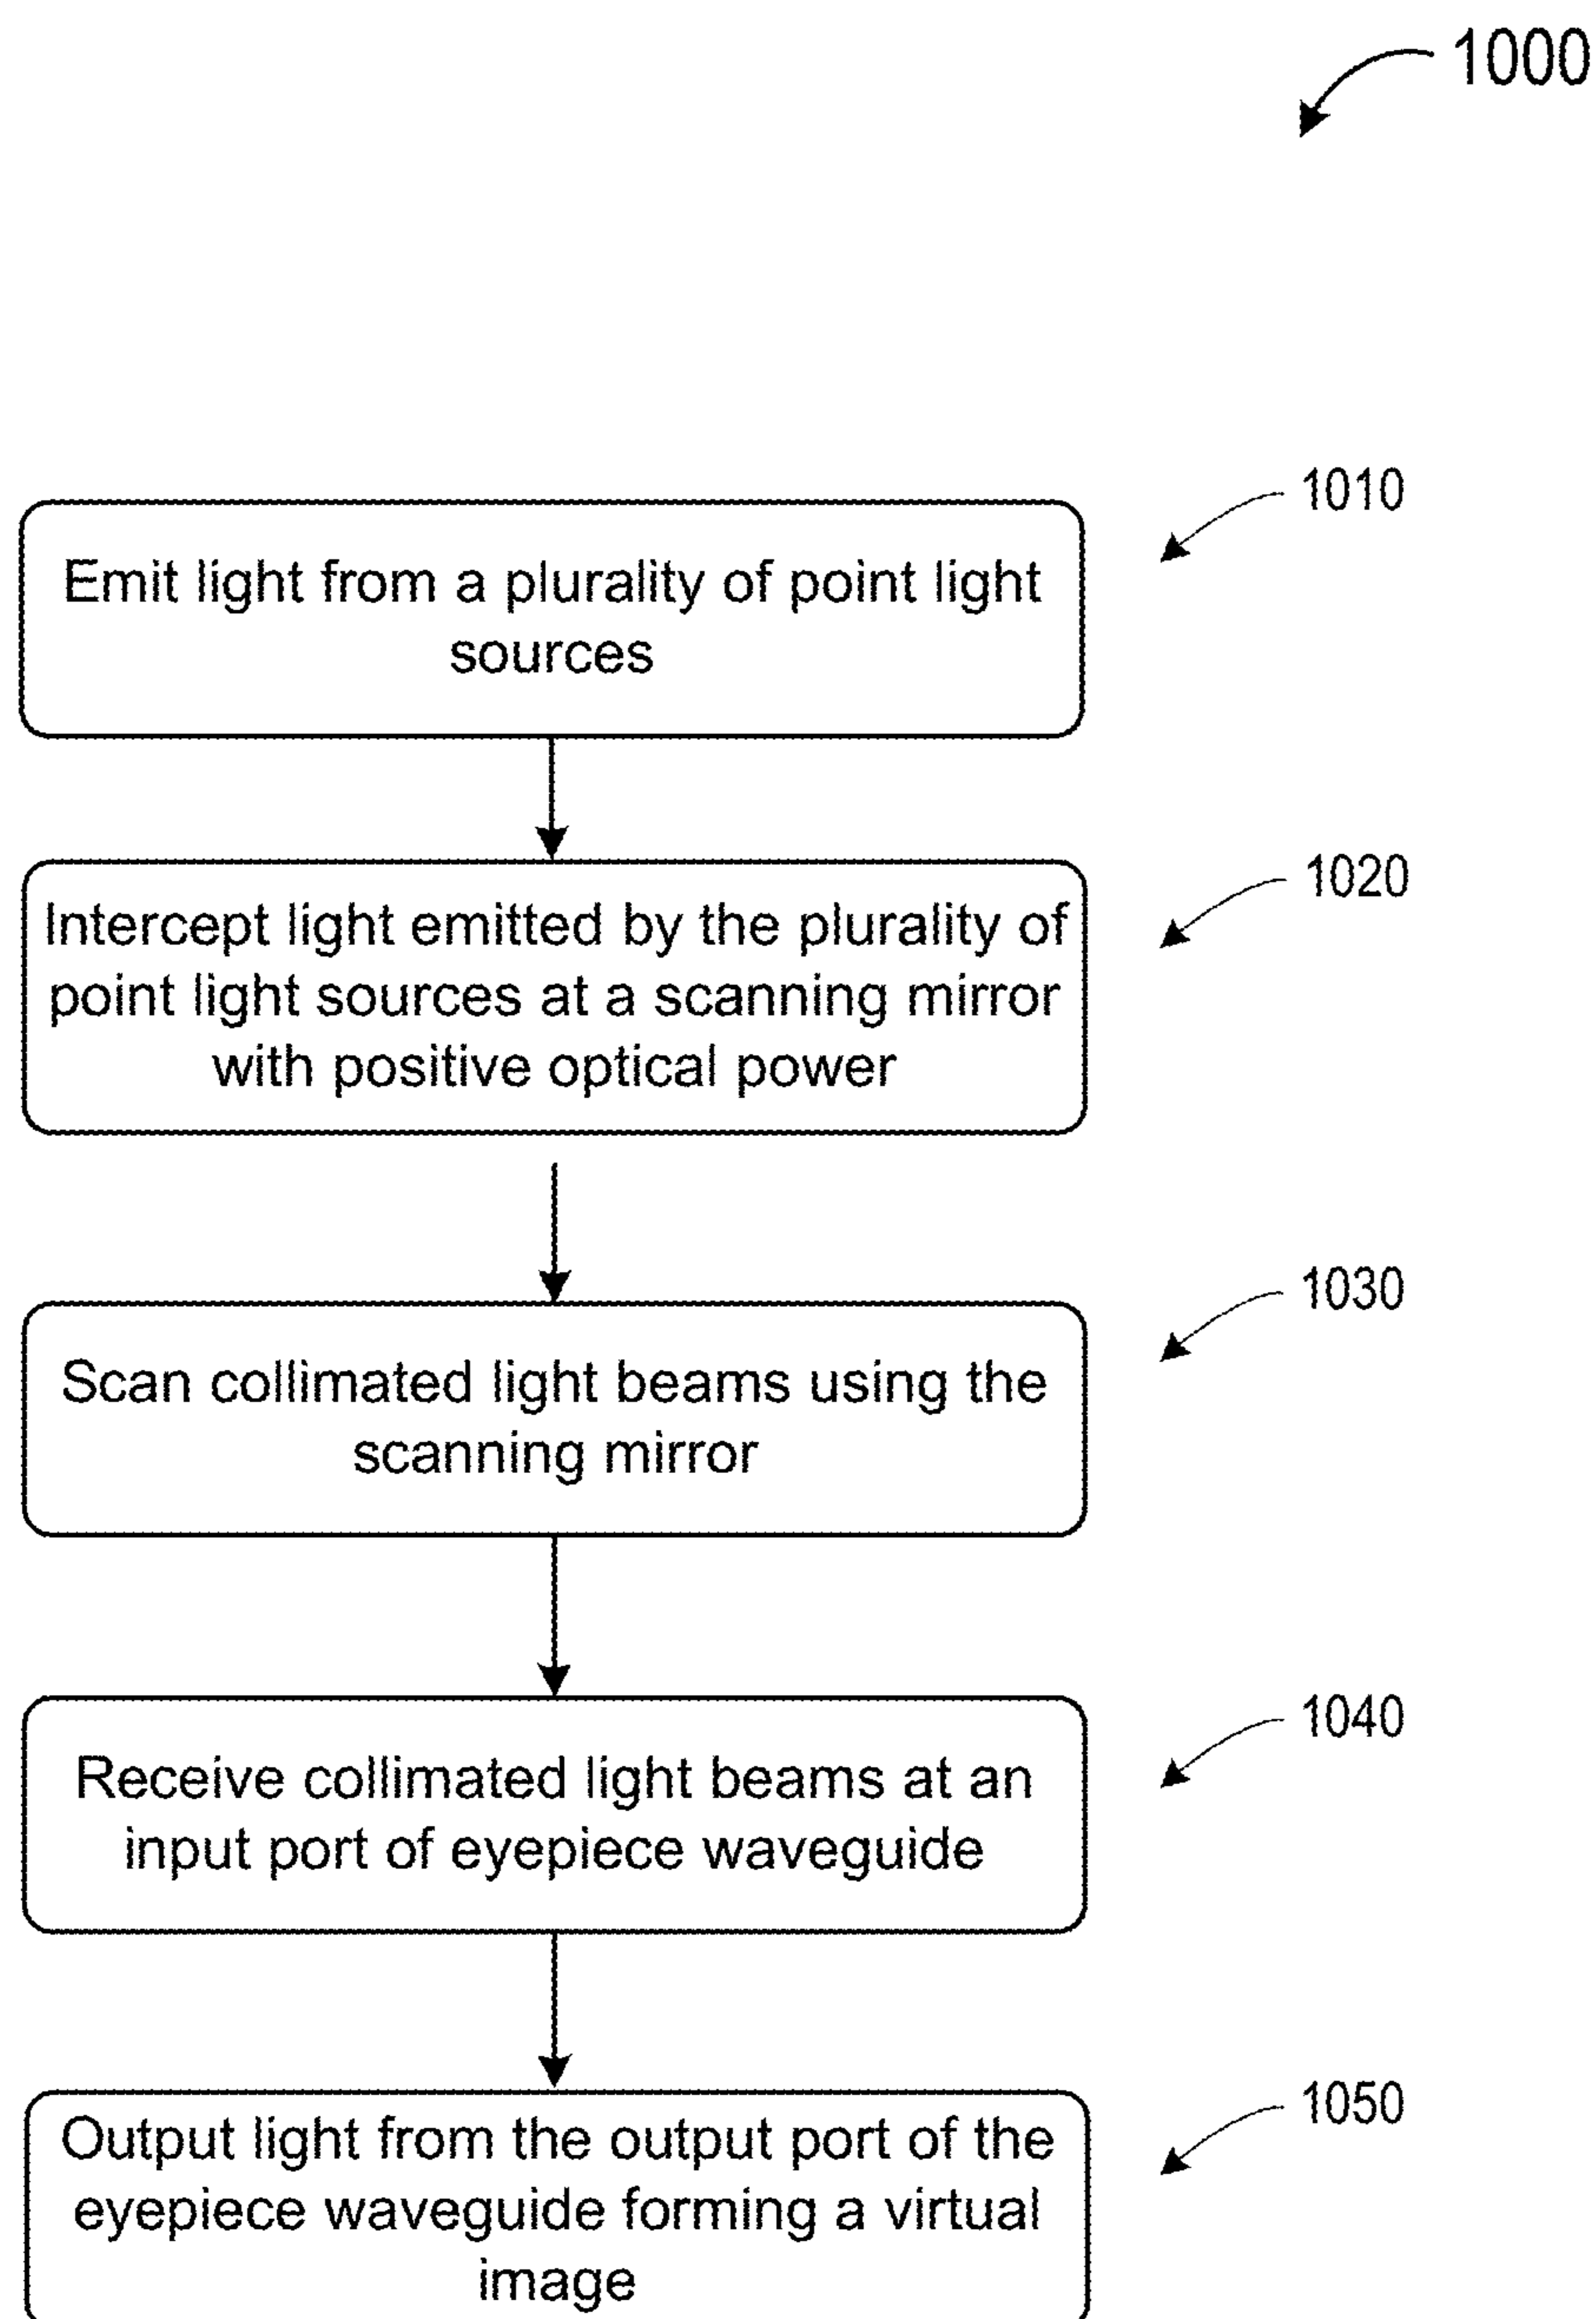 1000
1010
Emit light from a plurality of point light
sources
1020
Intercept light emitted by the plurality of
point light sources at a scanning mirror
with positive optical power
1030
Scan collimated light beams using the
scanning mirror
1040
Receive collimated light beams at an
input port of eyepiece waveguide
1050
Output light from the output port of the
eyepiece waveguide forming a virtual
image